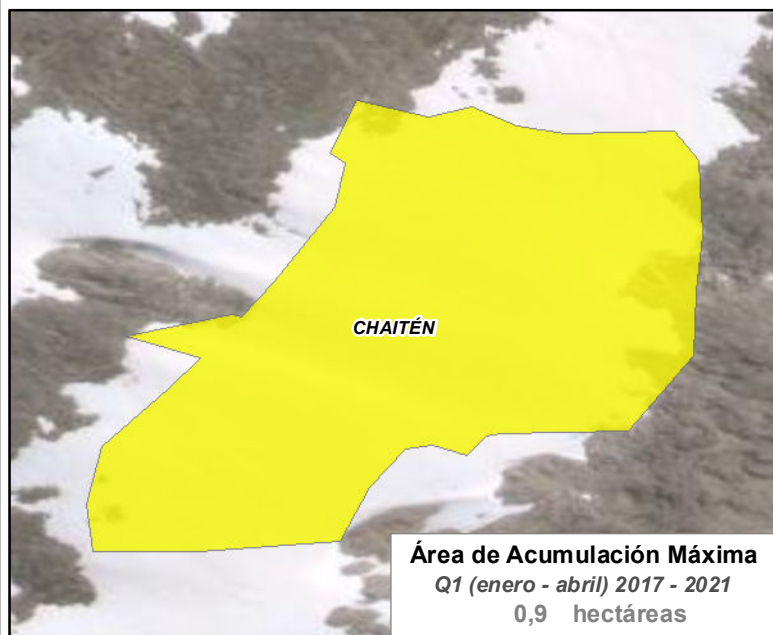 CHAITÉN
Área de Acumulación Máxima
Q1 (enero - abril) 2017 - 2021
0,9 hectáreas